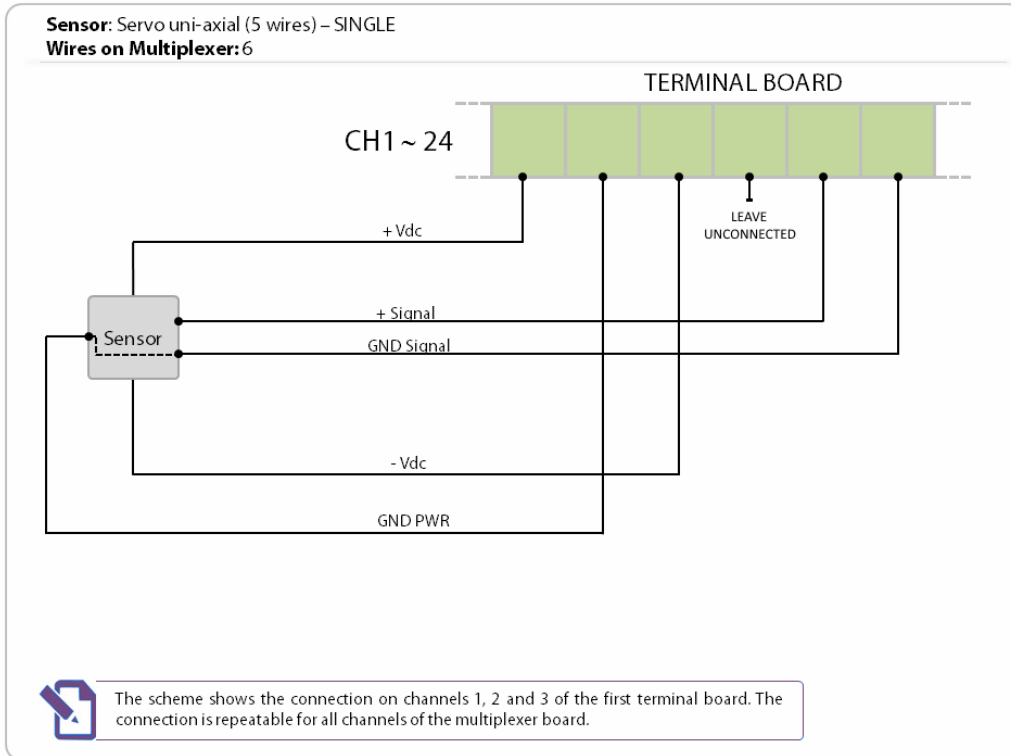 Sensor: Servo uni-axial (5 wires) – SINGLE
Wires on Multiplexer: 6
TERMINAL BOARD
CH1 ~ 24
LEAVE
UNCONNECTED
+ Vdc
+ Signal
Sensor
GND Signal
- Vdc
GND PWR
The scheme shows the connection on channels 1, 2 and 3 of the first terminal board. The
connection is repeatable for all channels of the multiplexer board.